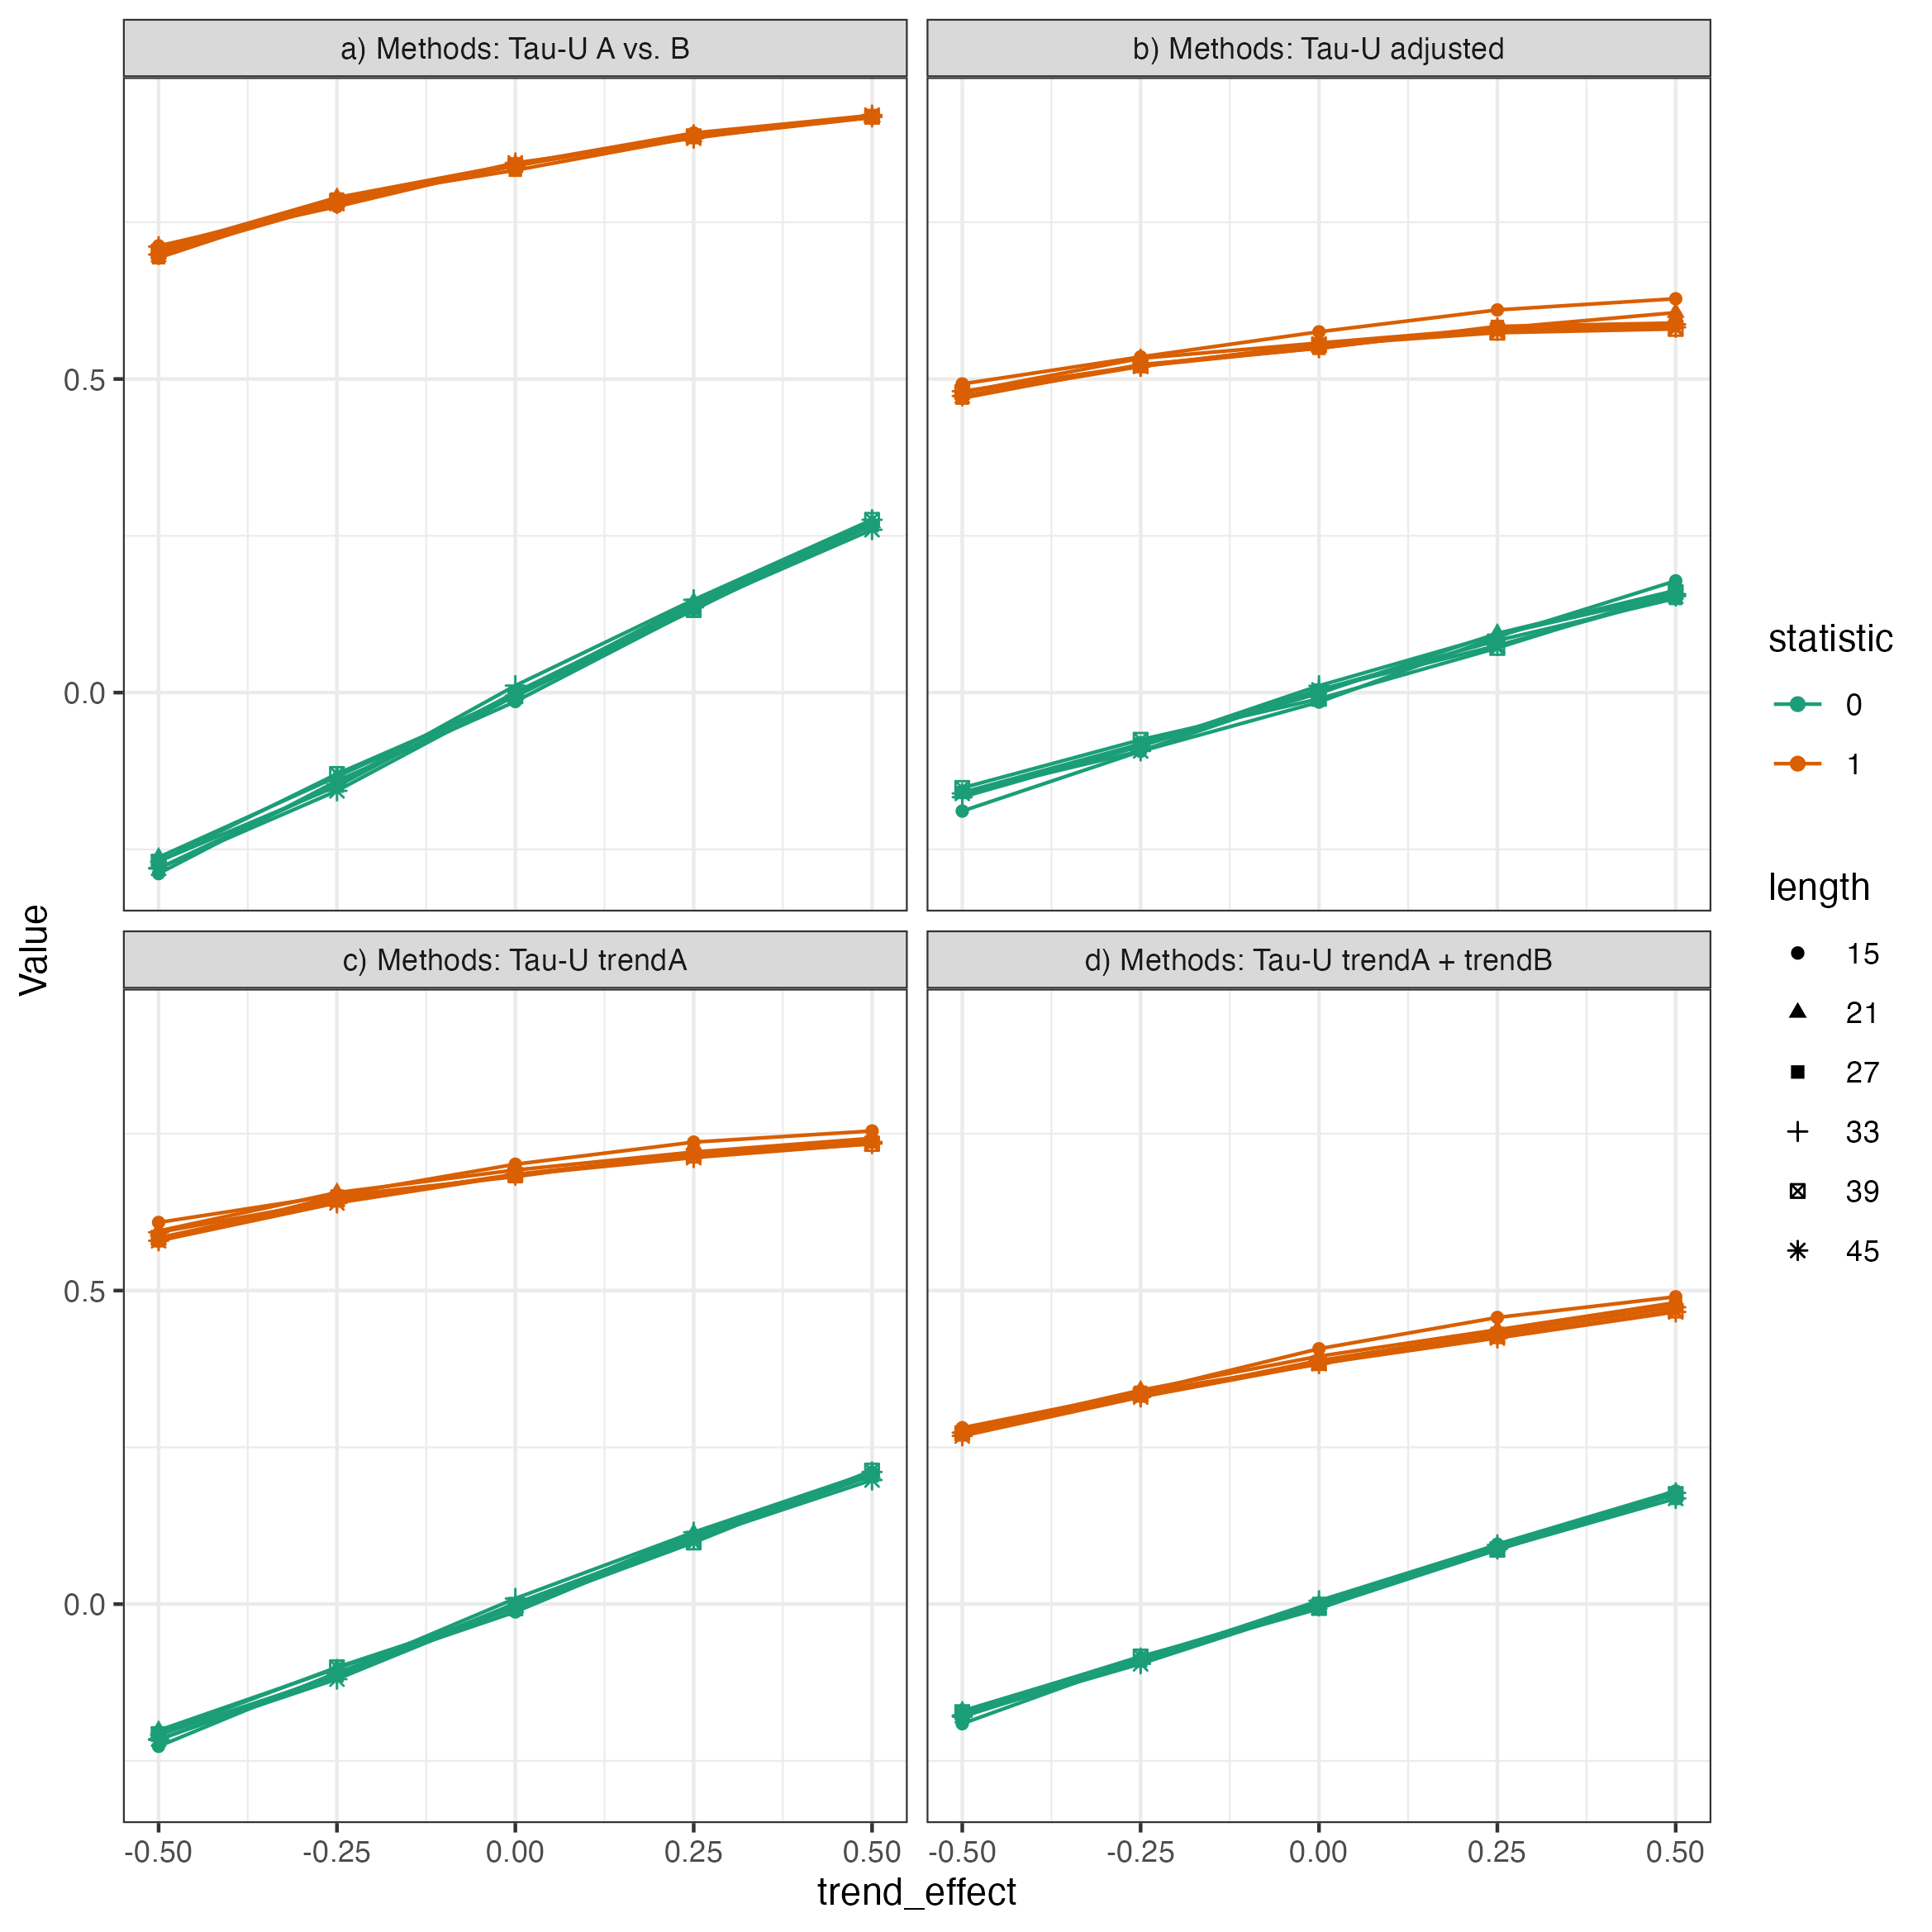 a) Methods: Tau-U A vs. B
b) Methods: Tau-U adjusted
0.5
0.0
c) Methods: Tau-U trendA
d) Methods: Tau-U trendA + trendB
0.5
0.0
-0.50 -0.25 0.00 0.25 0.50
-0.50 -0.25 0.00 0.25 0.50
trend_effect
Value
statistic
0
1
length
15
21
27
33
39
45